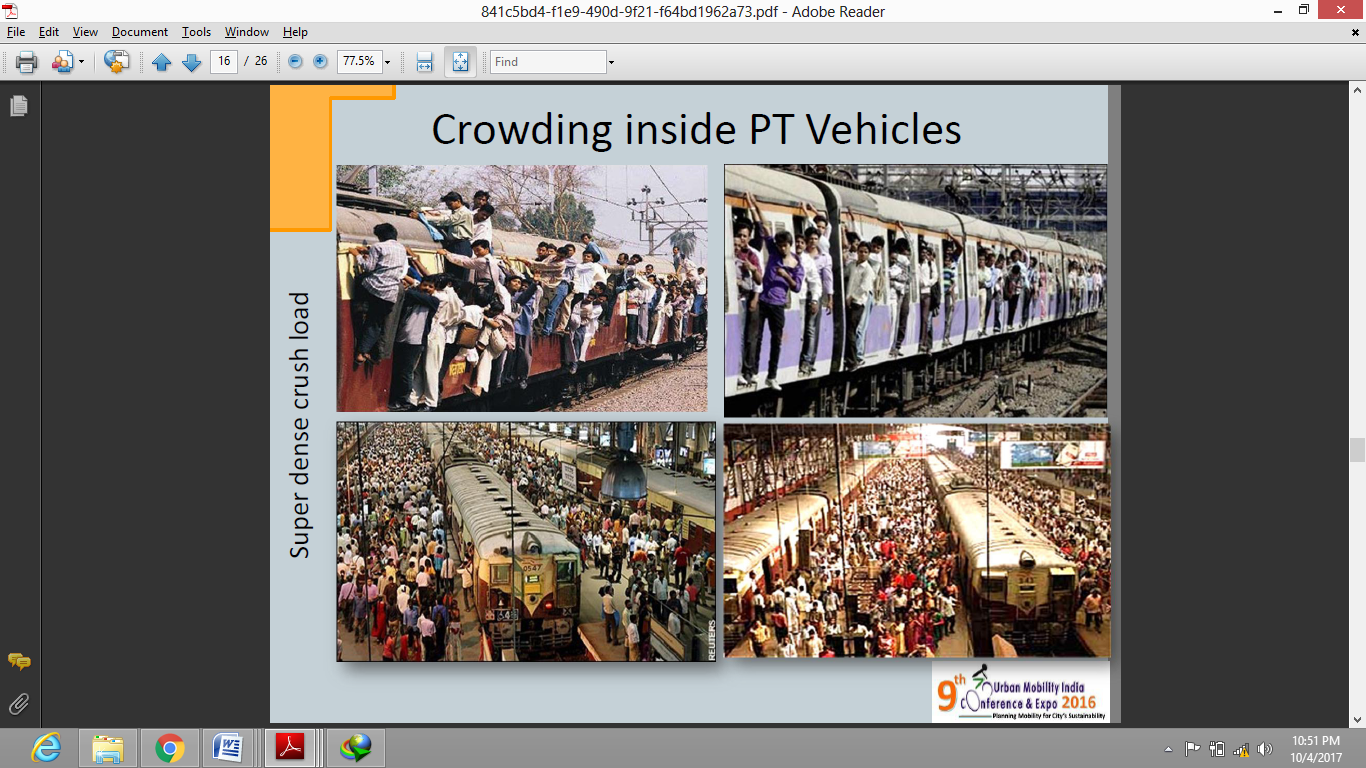 841c5bd4-f1e9-490d-9f21-f64bd1962a73.pdf - Adobe Reader
File Edit View Document Tools Window Help
16 / 26 77.5% Find
Crowding inside PT Vehicles
Super dense crush load
0547
REUTERS
9th Urban Mobility India
Conference & Expo 2016
Planning Mobility for City's Sustainability
10:51 PM
10/4/2017